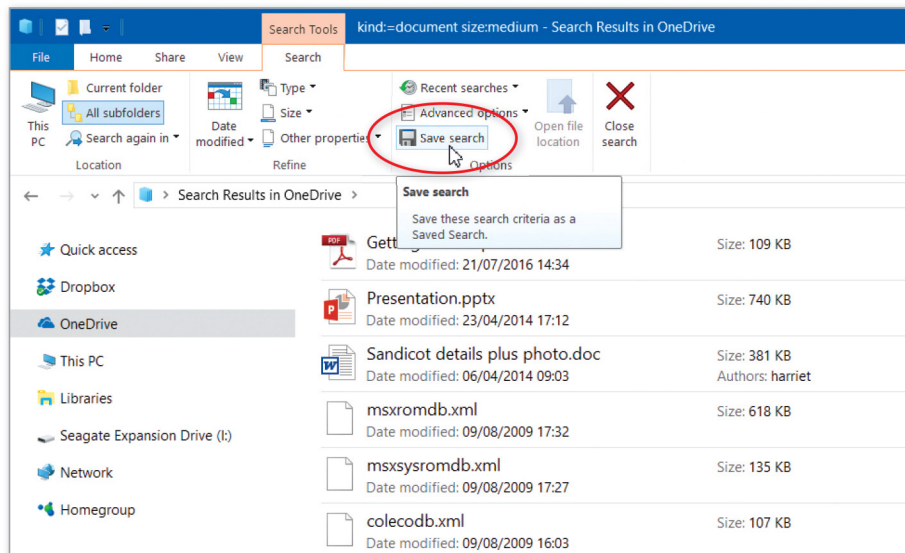 Search Tools kind:=document size:medium - Search Results in OneDrive
File Home Share View Search
Current folder Type Recent searches
All subfolders Size Advanced options
This PC Search again in Date modified Other properties Save search Open file location Close search
Location Refine Options
Search Results in OneDrive
Save search
Save these search criteria as a
Saved Search.
Quick access
Dropbox
OneDrive
This PC
Libraries
Seagate Expansion Drive (I:)
Network
Homegroup
PDF
Size: 109 KB
Date modified: 21/07/2016 14:34
Presentation.pptx Size: 740 KB
Date modified: 23/04/2014 17:12
Sandicot details plus photo.doc Size: 381 KB
Date modified: 06/04/2014 09:03 Authors: harriet
msxromdb.xml Size: 618 KB
Date modified: 09/08/2009 17:32
msxsysromdb.xml Size: 135 KB
Date modified: 09/08/2009 17:27
colecodb.xml Size: 107 KB
Date modified: 09/08/2009 16:03